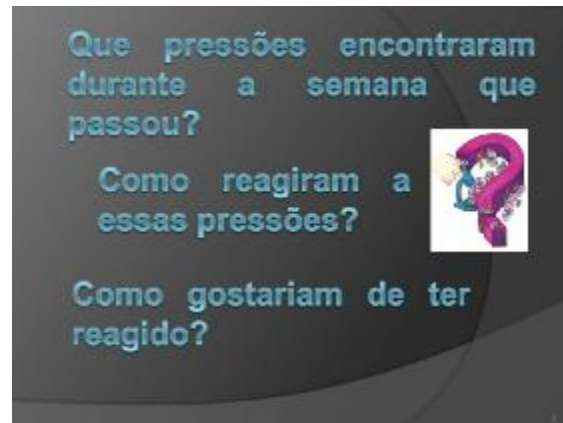 Que pressões encontraram
durante a semana que
passou?
Como reagiram a
essas pressões?
Como gostariam de ter
reagido?